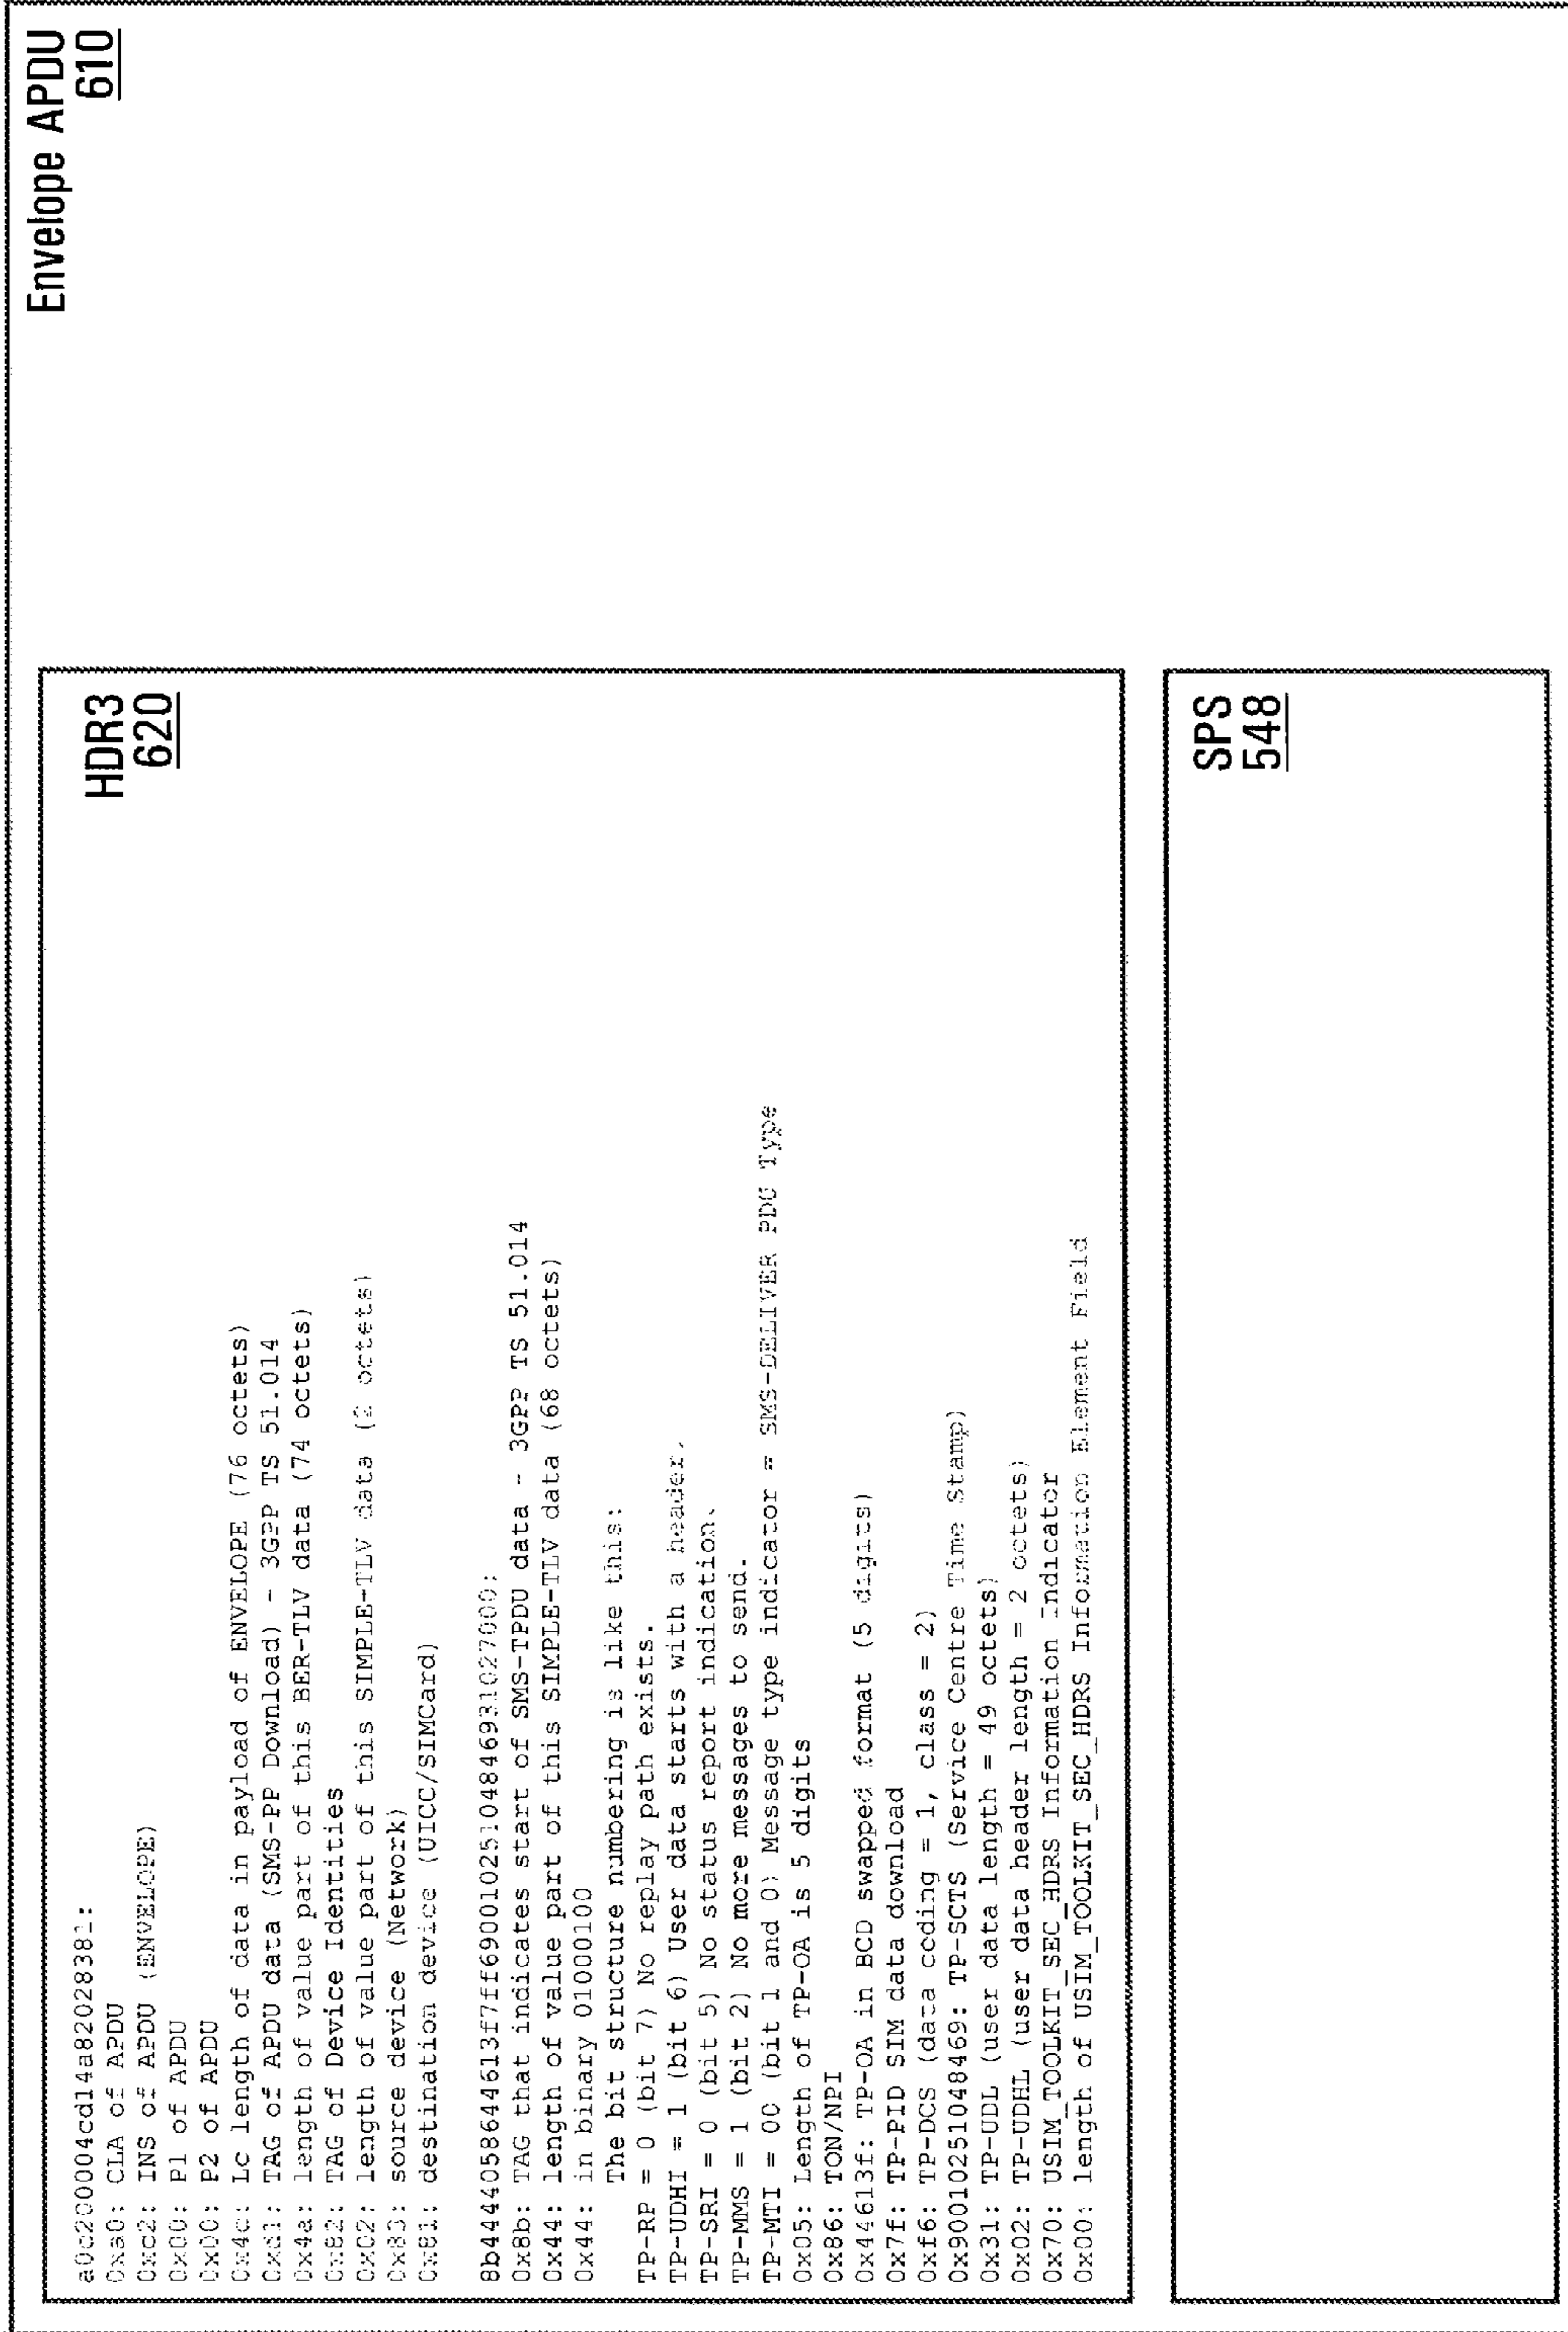 Envelope APDU
610
HDR3
620
a0c200004cd14a82028381:
0xa0: CLA of APDU
0xc2: INS of APDU (ENVELOPE)
0x00: P1 of APDU
0x00: P2 of APDU
0x4c: Lc length of data in payload of ENVELOPE (76 octets)
0xd1: TAG of APDU data (SMS-PP Download) - 3GPP TS 51.014
0x4a: length of value part of this BER-TLV data (74 octets)
0x82: TAG of Device Identities
0x02: length of value part of this SIMPLE-TLV data (2 octets)
0x83: source device (Network)
0x81: destination device (UICC/SIMCard)
8b4444058644613f7ff69001025104846931027000:
0x8b: TAG that indicates start of SMS-TPDU data - 3GPP TS 51.014
0x44: length of value part of this SIMPLE-TLV data (68 octets)
0x44: in binary 01000100
The bit structure numbering is like this:
TP-RP = 0 (bit 7) No replay path exists.
TP-UDHI = 1 (bit 6) User data starts with a header.
TP-SRI = 0 (bit 5) No status report indication.
TP-MMS = 1 (bit 2) No more messages to send.
TP-MTI = 00 (bit 1 and 0) Message type indicator = SMS-DELIVER PDU Type
0x05: Length of TP-OA is 5 digits
0x86: TON/NPI
0x44613f: TP-OA in BCD swapped format (5 digits)
0x7f: TP-PID SIM data download
0xf6: TP-DCS (data coding = 1, class = 2)
0x90010251048469: TP-SCTS (Service Centre Time Stamp)
0x31: TP-UDL (user data length = 49 octets)
0x02: TP-UDHL (user data header length = 2 octets)
0x70: USIM_TOOLKIT_SEC_HDRS Information Indicator
0x00: length of USIM_TOOLKIT_SEC_HDRS Information Element Field
SPS
548